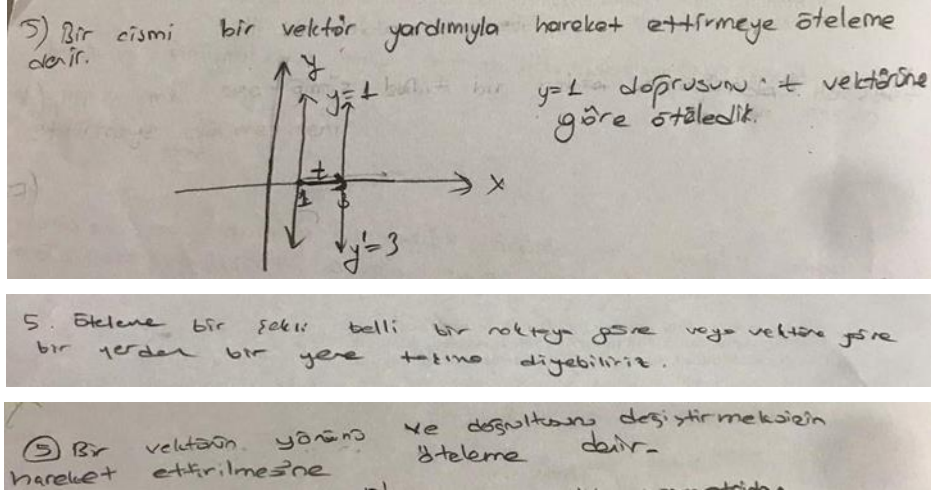 5) Bir cismi bir vektör yardımıyla hareket ettirmeye öteleme
denir.
y
y=1
y=1 doğrusunu t vektörüne
göre öteledik.
t
x
1 3
y'=3
5. Öteleme bir şekli belli bir noktaya göre veya vektöre göre
bir yerden bir yere taşıma diyebiliriz.
5 Bir vektörün yönünü ve doğrultusunu değiştirmeksizin
hareket ettirilmesine öteleme denir.